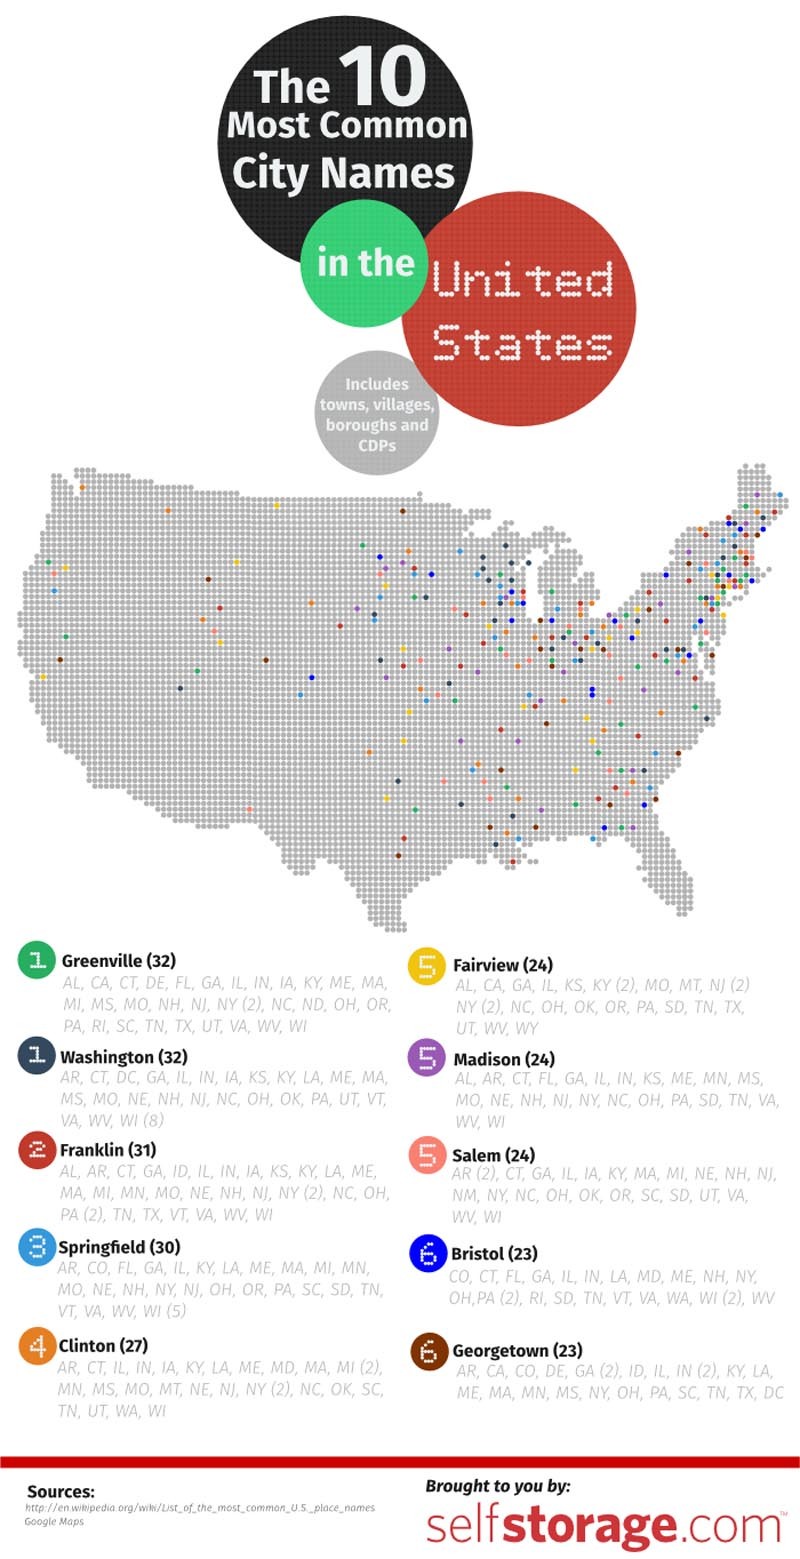 The 10
Most Common
City Names
in the
United
States
Includes
towns, villages,
boroughs and
CDPs
1 Greenville (32)
AL, CA, CT, DE, FL, GA, IL, IN, IA, KY, ME, MA,
MI, MS, MO, NH, NJ, NY (2), NC, ND, OH, OR,
PA, RI, SC, TN, TX, UT, VA, WV, WI
1 Washington (32)
AR, CT, DC, GA, IL, IN, IA, KS, KY, LA, ME, MA,
MS, MO, NE, NH, NJ, NC, OH, OK, PA, UT, VT,
VA, WV, WI (8)
2 Franklin (31)
AL, AR, CT, GA, ID, IL, IN, IA, KS, KY, LA, ME,
MA, MI, MN, MO, NE, NH, NJ, NY (2), NC, OH,
PA (2), TN, TX, VT, VA, WV, WI
3 Springfield (30)
AR, CO, FL, GA, IL, KY, LA, ME, MA, MI, MN,
MO, NE, NH, NY, NJ, OH, OR, PA, SC, SD, TN,
VT, VA, WV, WI (5)
4 Clinton (27)
AR, CT, IL, IN, IA, KY, LA, ME, MD, MA, MI (2),
MN, MS, MO, MT, NE, NJ, NY (2), NC, OK, SC,
TN, UT, WA, WI
5 Fairview (24)
AL, CA, GA, IL, KS, KY (2), MO, MT, NJ (2)
NY (2), NC, OH, OK, OR, PA, SD, TN, TX,
UT, WV, WY
5 Madison (24)
AL, AR, CT, FL, GA, IL, IN, KS, ME, MN, MS,
MO, NE, NH, NJ, NY, NC, OH, PA, SD, TN, VA,
WV, WI
5 Salem (24)
AR (2), CT, GA, IL, IA, KY, MA, MI, NE, NH, NJ,
NM, NY, NC, OH, OK, OR, SC, SD, UT, VA,
WV, WI
6 Bristol (23)
CO, CT, FL, GA, IL, IN, LA, MD, ME, NH, NY,
OH,PA (2), RI, SD, TN, VT, VA, WA, WI (2), WV
6 Georgetown (23)
AR, CA, CO, DE, GA (2), ID, IL, IN (2), KY, LA,
ME, MA, MN, MS, NY, OH, PA, SC, TN, TX, DC
Sources:
http://en.wikipedia.org/wiki/List_of_the_most_common_U.S._place_names
Google Maps
Brought to you by:
selfstorage.com™